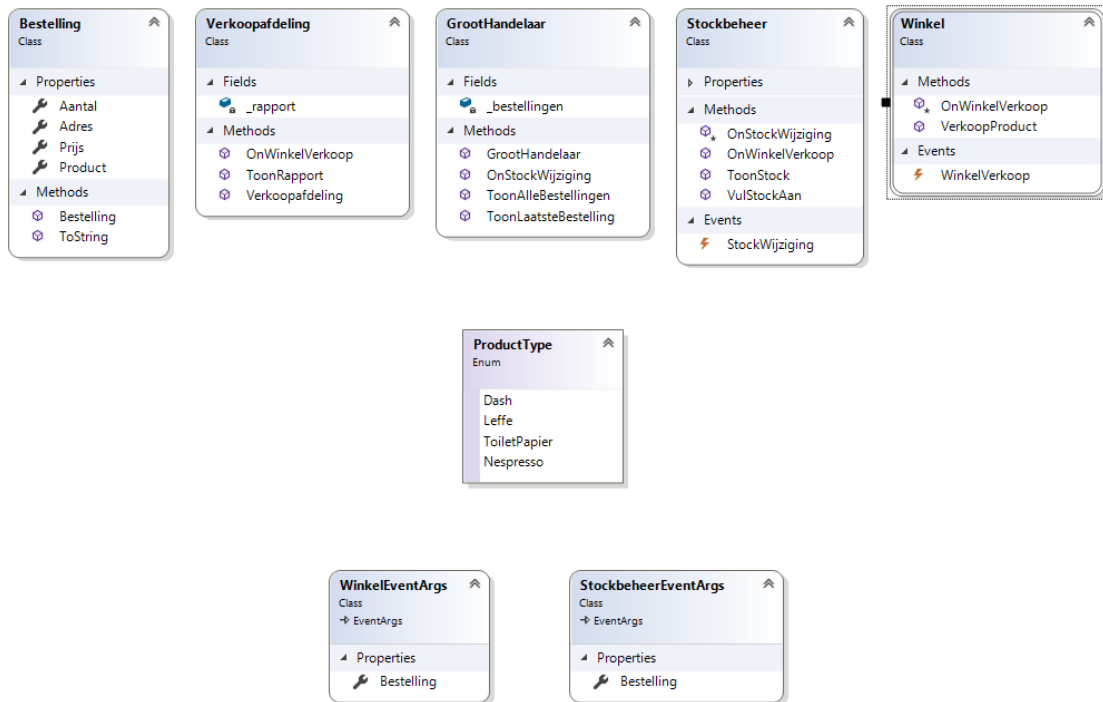 Bestelling
Class
Properties
Aantal
Adres
Prijs
Product
Methods
Bestelling
ToString
Verkoopafdeling
Class
Fields
_rapport
Methods
OnWinkelVerkoop
ToonRapport
Verkoopafdeling
GrootHandelaar
Class
Fields
_bestellingen
Methods
GrootHandelaar
OnStockWijziging
ToonAlleBestellingen
ToonLaatsteBestelling
Stockbeheer
Class
Properties
Methods
OnStockWijziging
OnWinkelVerkoop
ToonStock
VulStockAan
Events
StockWijziging
Winkel
Class
Methods
OnWinkelVerkoop
VerkoopProduct
Events
WinkelVerkoop
ProductType
Enum
Dash
Leffe
ToiletPapier
Nespresso
WinkelEventArgs
Class
EventArgs
Properties
Bestelling
StockbeheerEventArgs
Class
EventArgs
Properties
Bestelling